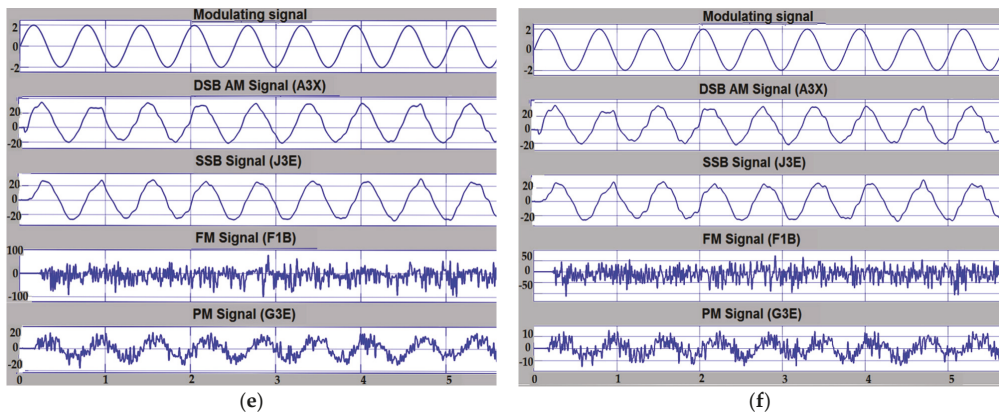 Modulating signal
2
0
-2
DSB AM Signal (A3X)
20
0
-20
SSB Signal (J3E)
20
0
-20
FM Signal (F1B)
100
0
-100
PM Signal (G3E)
20
0
-20
0 1 2 3 4 5
(e)
Modulating signal
2
0
-2
DSB AM Signal (A3X)
20
0
-20
SSB Signal (J3E)
20
0
-20
FM Signal (F1B)
50
0
-50
PM Signal (G3E)
10
0
-10
0 1 2 3 4 5
(f)